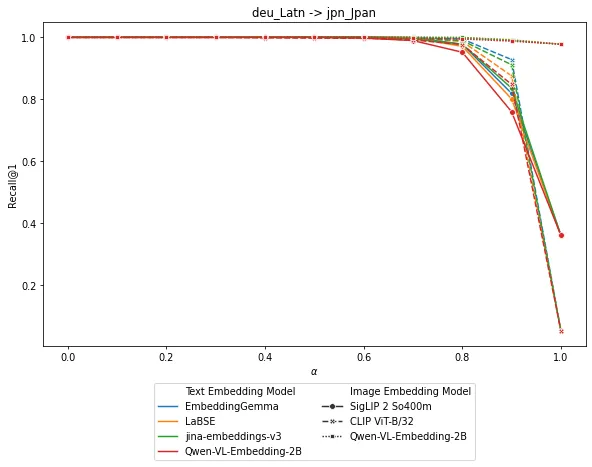 deu_Latn -> jpn_Jpan
Recall@1
1.0
0.8
0.6
0.4
0.2
0.0 0.2 0.4 0.6 0.8 1.0
α
Text Embedding Model Image Embedding Model
EmbeddingGemma SigLIP 2 So400m
LaBSE CLIP ViT-B/32
jina-embeddings-v3 Qwen-VL-Embedding-2B
Qwen-VL-Embedding-2B